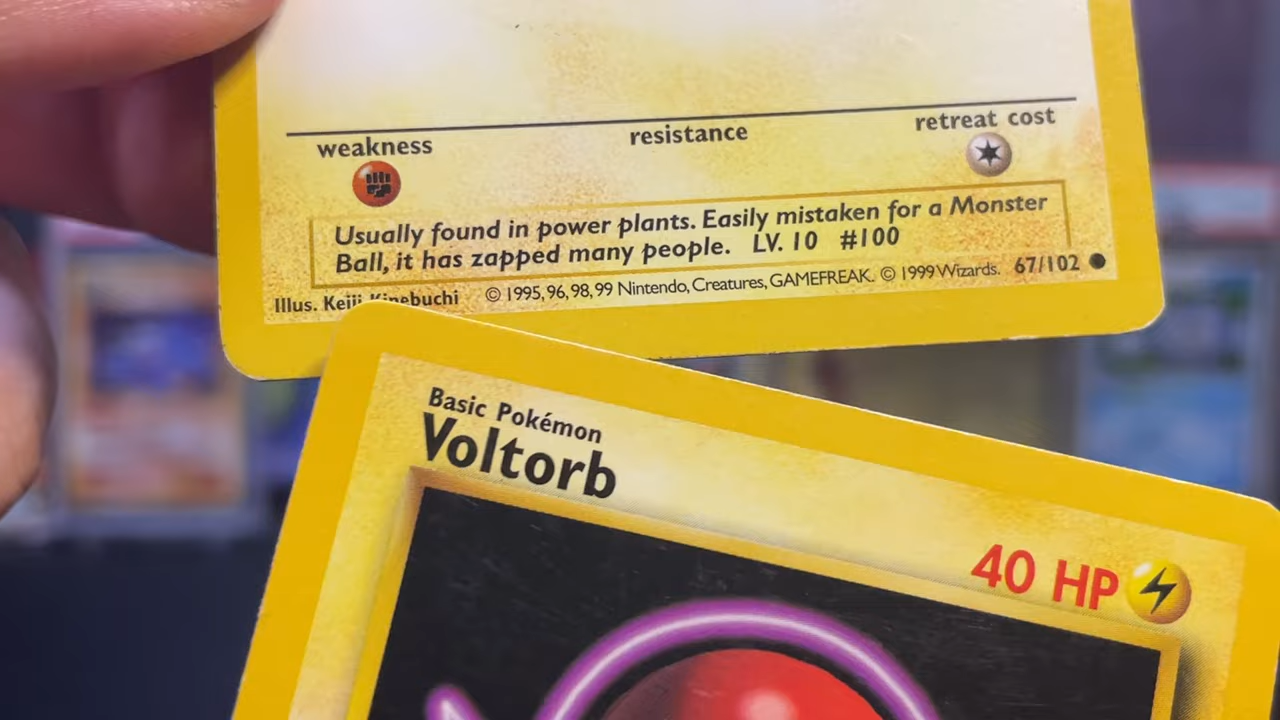 weakness resistance retreat cost
Usually found in power plants. Easily mistaken for a Monster
Ball, it has zapped many people. LV. 10 #100
Illus. Keiji Kinebuchi © 1995, 96, 98, 99 Nintendo, Creatures, GAMEFREAK. © 1999 Wizards. 67/102
Basic Pokémon
Voltorb
40 HP